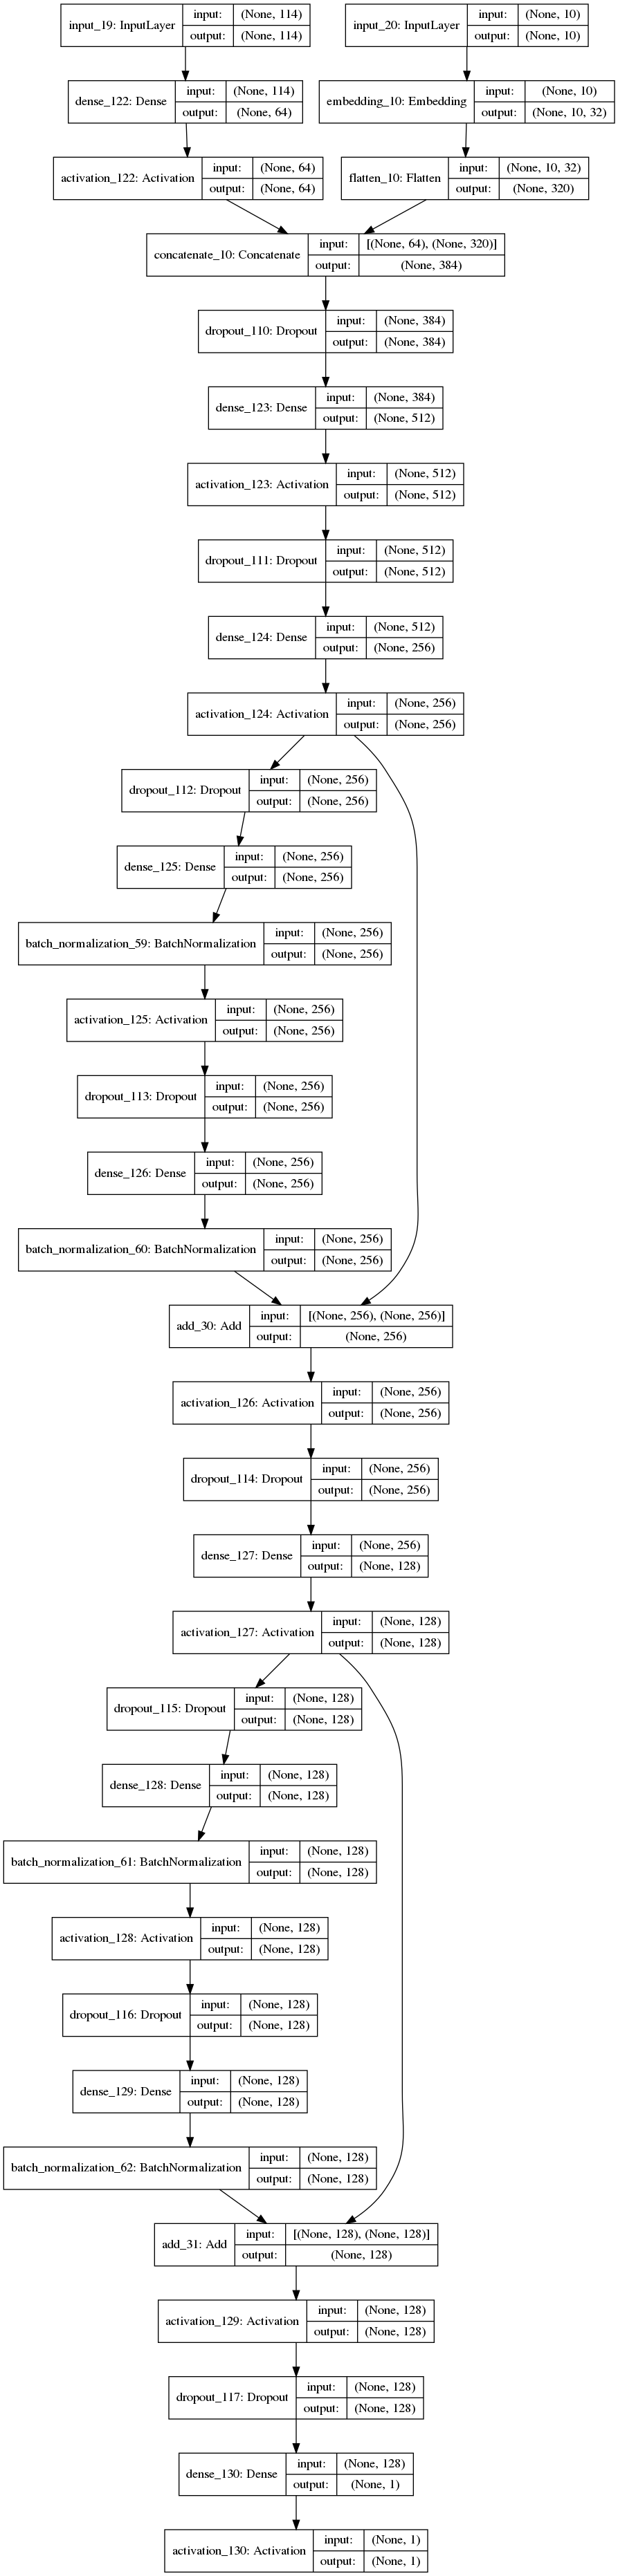 input_19: InputLayer input: (None, 114) output: (None, 114)
input_20: InputLayer input: (None, 10) output: (None, 10)
dense_122: Dense input: (None, 114) output: (None, 64)
embedding_10: Embedding input: (None, 10) output: (None, 10, 32)
activation_122: Activation input: (None, 64) output: (None, 64)
flatten_10: Flatten input: (None, 10, 32) output: (None, 320)
concatenate_10: Concatenate input: [(None, 64), (None, 320)] output: (None, 384)
dropout_110: Dropout input: (None, 384) output: (None, 384)
dense_123: Dense input: (None, 384) output: (None, 512)
activation_123: Activation input: (None, 512) output: (None, 512)
dropout_111: Dropout input: (None, 512) output: (None, 512)
dense_124: Dense input: (None, 512) output: (None, 256)
activation_124: Activation input: (None, 256) output: (None, 256)
dropout_112: Dropout input: (None, 256) output: (None, 256)
dense_125: Dense input: (None, 256) output: (None, 256)
batch_normalization_59: BatchNormalization input: (None, 256) output: (None, 256)
activation_125: Activation input: (None, 256) output: (None, 256)
dropout_113: Dropout input: (None, 256) output: (None, 256)
dense_126: Dense input: (None, 256) output: (None, 256)
batch_normalization_60: BatchNormalization input: (None, 256) output: (None, 256)
add_30: Add input: [(None, 256), (None, 256)] output: (None, 256)
activation_126: Activation input: (None, 256) output: (None, 256)
dropout_114: Dropout input: (None, 256) output: (None, 256)
dense_127: Dense input: (None, 256) output: (None, 128)
activation_127: Activation input: (None, 128) output: (None, 128)
dropout_115: Dropout input: (None, 128) output: (None, 128)
dense_128: Dense input: (None, 128) output: (None, 128)
batch_normalization_61: BatchNormalization input: (None, 128) output: (None, 128)
activation_128: Activation input: (None, 128) output: (None, 128)
dropout_116: Dropout input: (None, 128) output: (None, 128)
dense_129: Dense input: (None, 128) output: (None, 128)
batch_normalization_62: BatchNormalization input: (None, 128) output: (None, 128)
add_31: Add input: [(None, 128), (None, 128)] output: (None, 128)
activation_129: Activation input: (None, 128) output: (None, 128)
dropout_117: Dropout input: (None, 128) output: (None, 128)
dense_130: Dense input: (None, 128) output: (None, 1)
activation_130: Activation input: (None, 1) output: (None, 1)